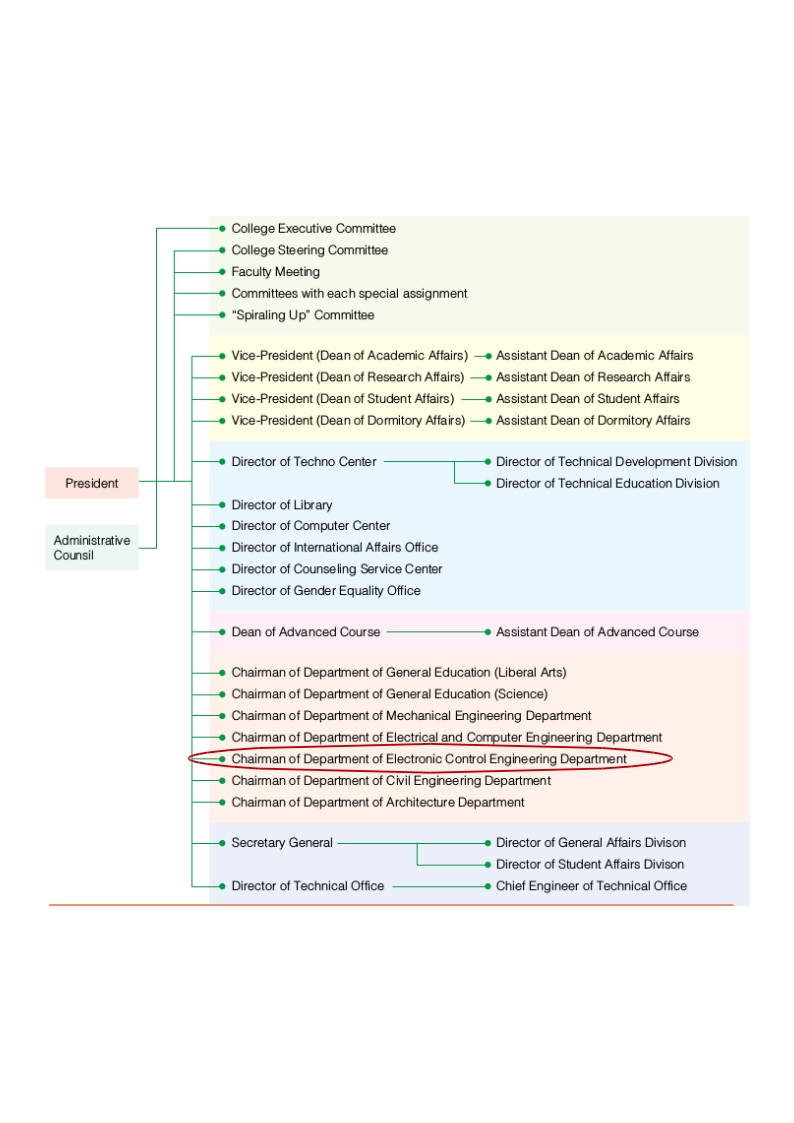 College Executive Committee
College Steering Committee
Faculty Meeting
Committees with each special assignment
“Spiraling Up” Committee
Vice-President (Dean of Academic Affairs) Assistant Dean of Academic Affairs
Vice-President (Dean of Research Affairs) Assistant Dean of Research Affairs
Vice-President (Dean of Student Affairs) Assistant Dean of Student Affairs
Vice-President (Dean of Dormitory Affairs) Assistant Dean of Dormitory Affairs
Director of Techno Center Director of Technical Development Division
President Director of Technical Education Division
Director of Library
Director of Computer Center
Administrative
Counsil
Director of International Affairs Office
Director of Counseling Service Center
Director of Gender Equality Office
Dean of Advanced Course Assistant Dean of Advanced Course
Chairman of Department of General Education (Liberal Arts)
Chairman of Department of General Education (Science)
Chairman of Department of Mechanical Engineering Department
Chairman of Department of Electrical and Computer Engineering Department
Chairman of Department of Electronic Control Engineering Department
Chairman of Department of Civil Engineering Department
Chairman of Department of Architecture Department
Secretary General Director of General Affairs Divison
Director of Student Affairs Divison
Director of Technical Office Chief Engineer of Technical Office